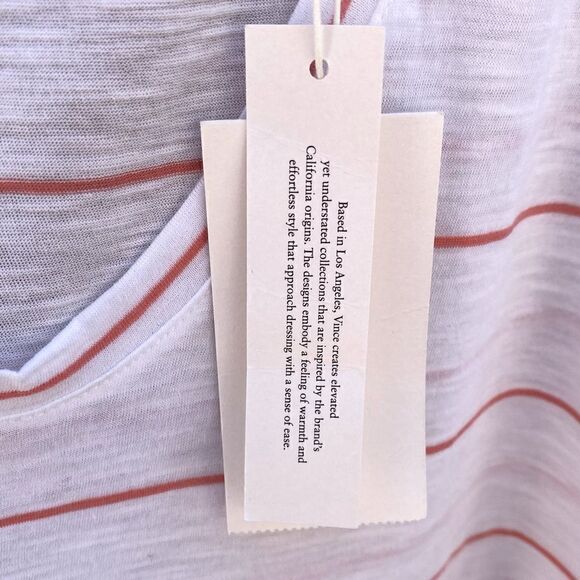 Based in Los Angeles, Vince creates elevated
yet understated collections that are inspired by the brand's
California origins. The designs embody a feeling of warmth and
effortless style that approach dressing with a sense of ease.